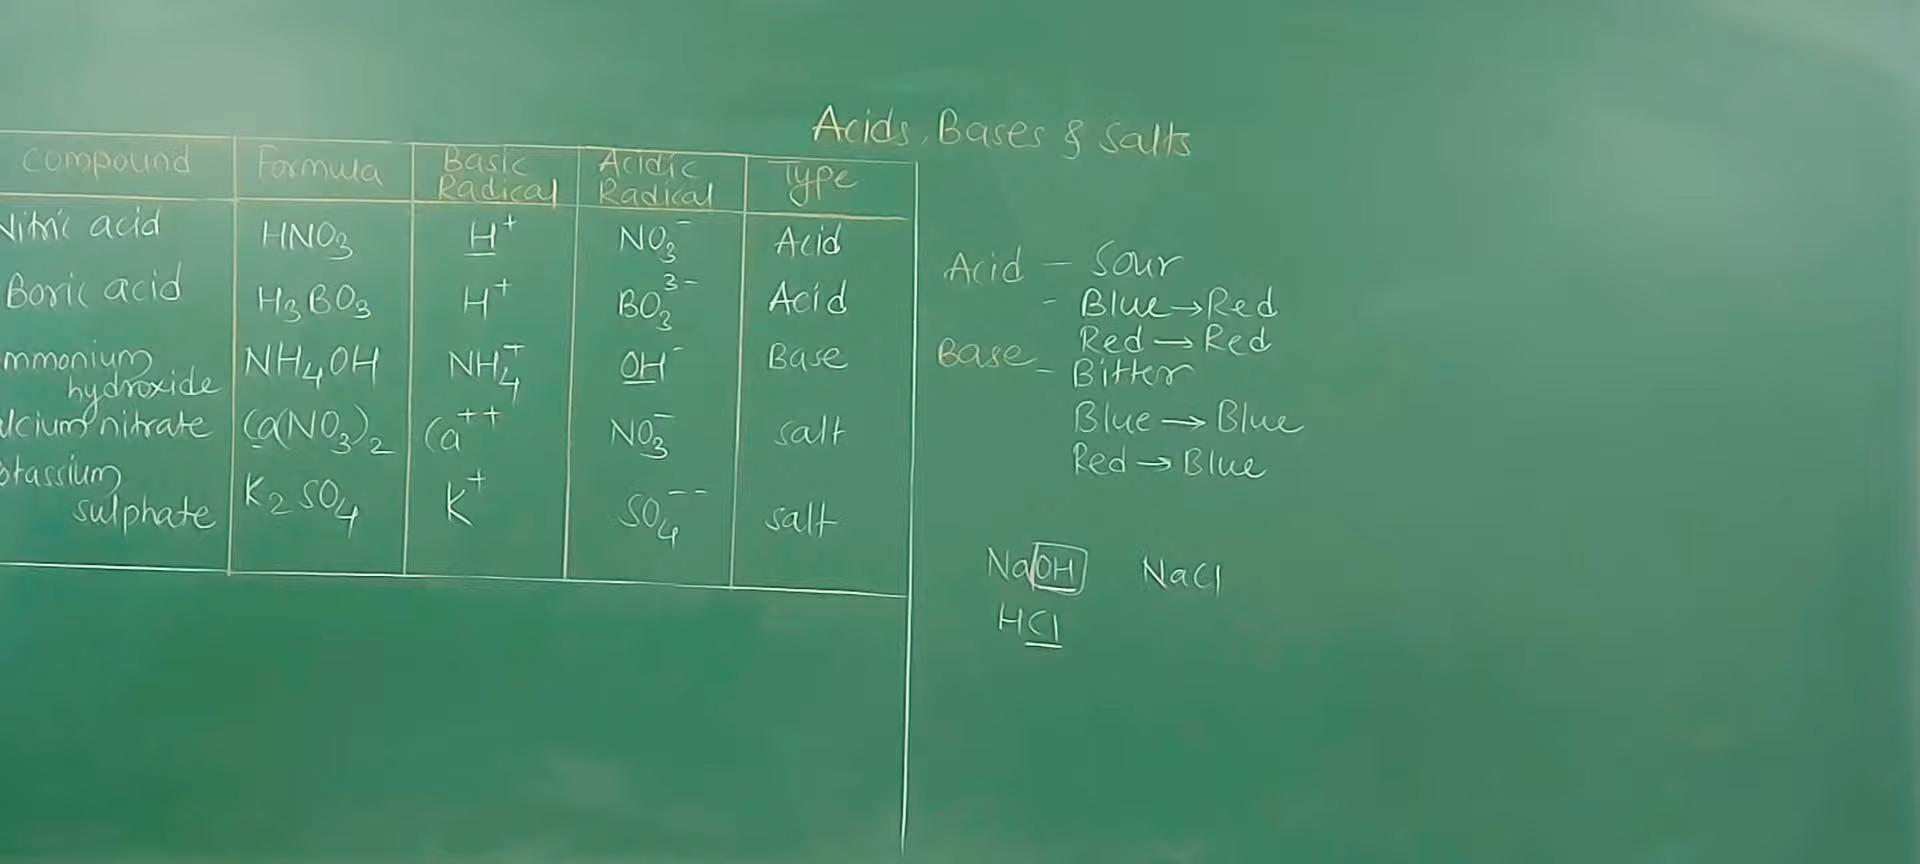 Acids, Bases & Salts
Compound Formula Basic Radical Acidic Radical Type
Nitric acid HNO₃ H⁺ NO₃⁻ Acid
Boric acid H₃BO₃ H⁺ BO₃³⁻ Acid
mmonium hydroxide NH₄OH NH₄⁺ OH⁻ Base
lcium nitrate Ca(NO₃)₂ Ca⁺⁺ NO₃⁻ Salt
otassium sulphate K₂SO₄ K⁺ SO₄⁻⁻ Salt
Acid - Sour
- Blue → Red
Red → Red
Base - Bitter
Blue → Blue
Red → Blue
NaOH NaCl
HCl